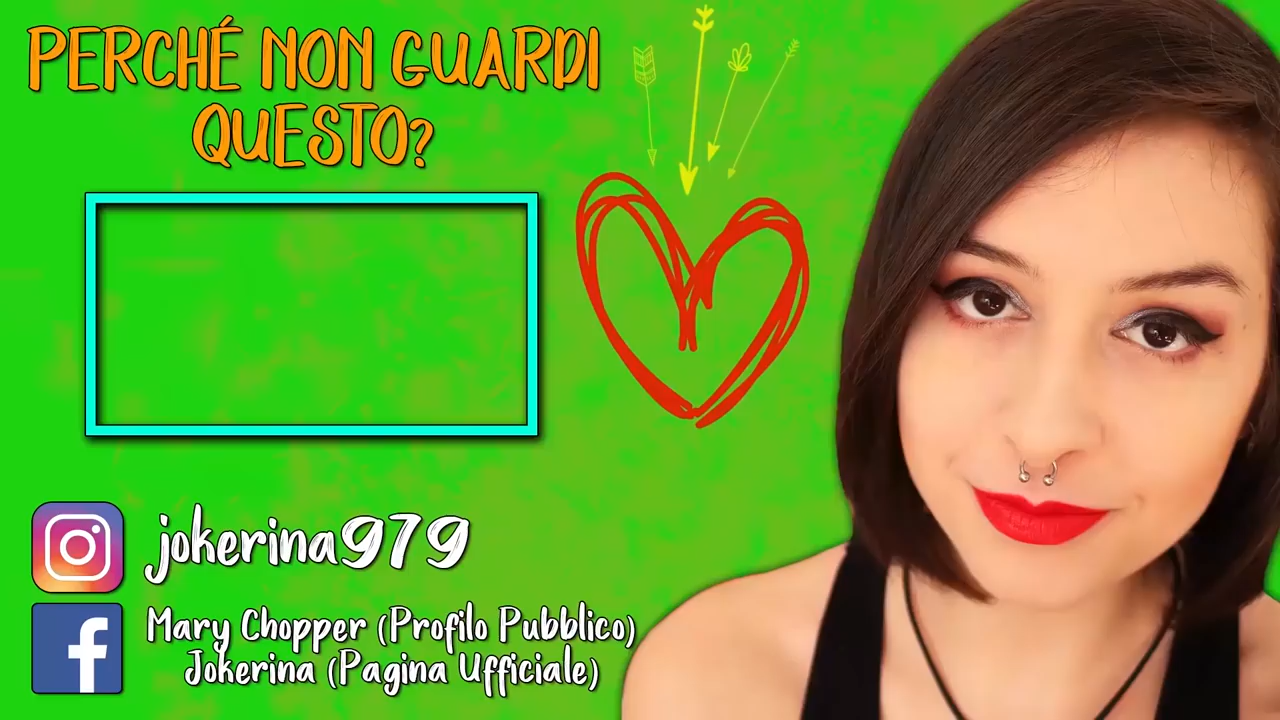 PERCHÉ NON GUARDI
QUESTO?
jokerina979
Mary Chopper (Profilo Pubblico)
Jokerina (Pagina Ufficiale)